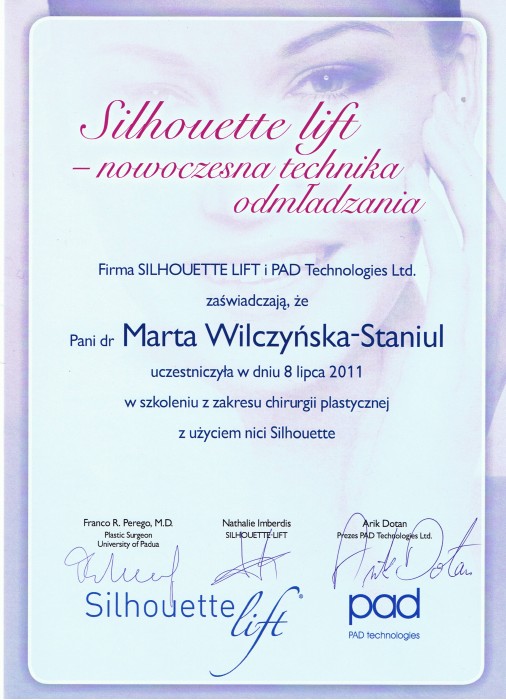 Silhouette lift
– nowoczesna technika
odmładzania
Firma SILHOUETTE LIFT i PAD Technologies Ltd.
zaświadczają, że
Pani dr Marta Wilczyńska-Staniul
uczestniczyła w dniu 8 lipca 2011
w szkoleniu z zakresu chirurgii plastycznej
z użyciem nici Silhouette
Franco R. Perego, M.D.
Plastic Surgeon
University of Padua
Nathalie Imberdis
SILHOUETTE LIFT
Arik Dotan
Prezes PAD Technologies Ltd.
Arik Dotan
Silhouette lift®
pad
PAD technologies